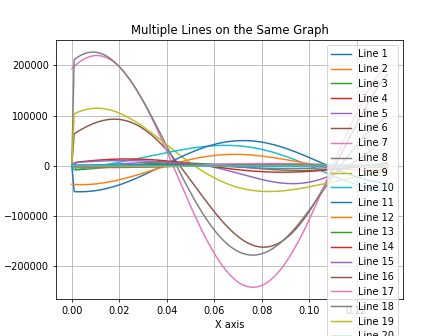 Multiple Lines on the Same Graph
200000
100000
0
−100000
−200000
0.00
0.02
0.04
0.06
0.08
0.10
X axis
Line 1
Line 2
Line 3
Line 4
Line 5
Line 6
Line 7
Line 8
Line 9
Line 10
Line 11
Line 12
Line 13
Line 14
Line 15
Line 16
Line 17
Line 18
Line 19
Line 20